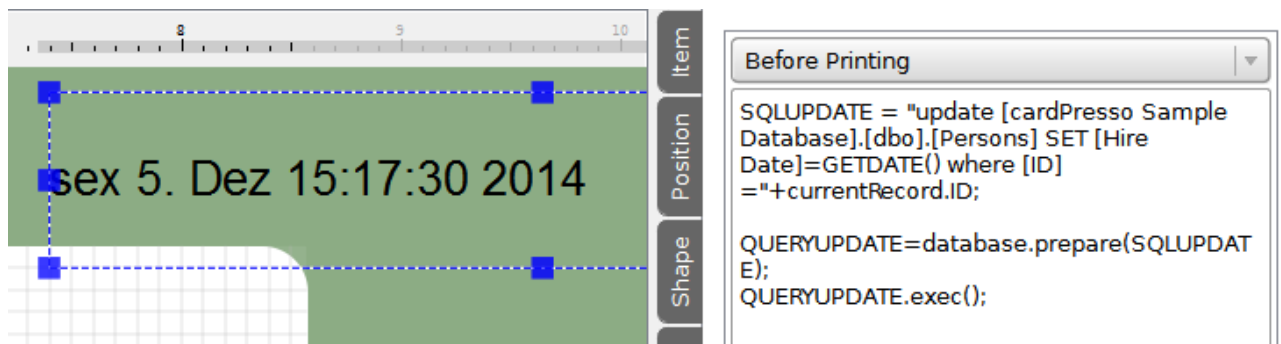 8 9 10
sex 5. Dez 15:17:30 2014
Item
Position
Shape
Before Printing
SQLUPDATE = "update [cardPresso Sample
Database].[dbo].[Persons] SET [Hire
Date]=GETDATE() where [ID]
="+currentRecord.ID;
QUERYUPDATE=database.prepare(SQLUPDAT
E);
QUERYUPDATE.exec();